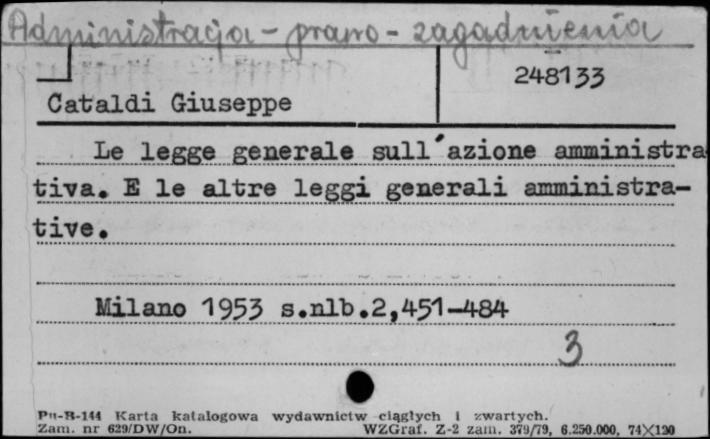 Administracja - prawo - zagadnienia
248133
Cataldi Giuseppe
Le legge generale sull'azione amministra
tiva. E le altre leggi generali amministra-
tive.
Milano 1953 s.nlb.2,451-484
3
Pu-B-144 Karta katalogowa wydawnictw ciągłych i zwartych.
Zam. nr 629/DW/On. WZGraf. Z-2 zam. 379/79, 6.250.000, 74X120